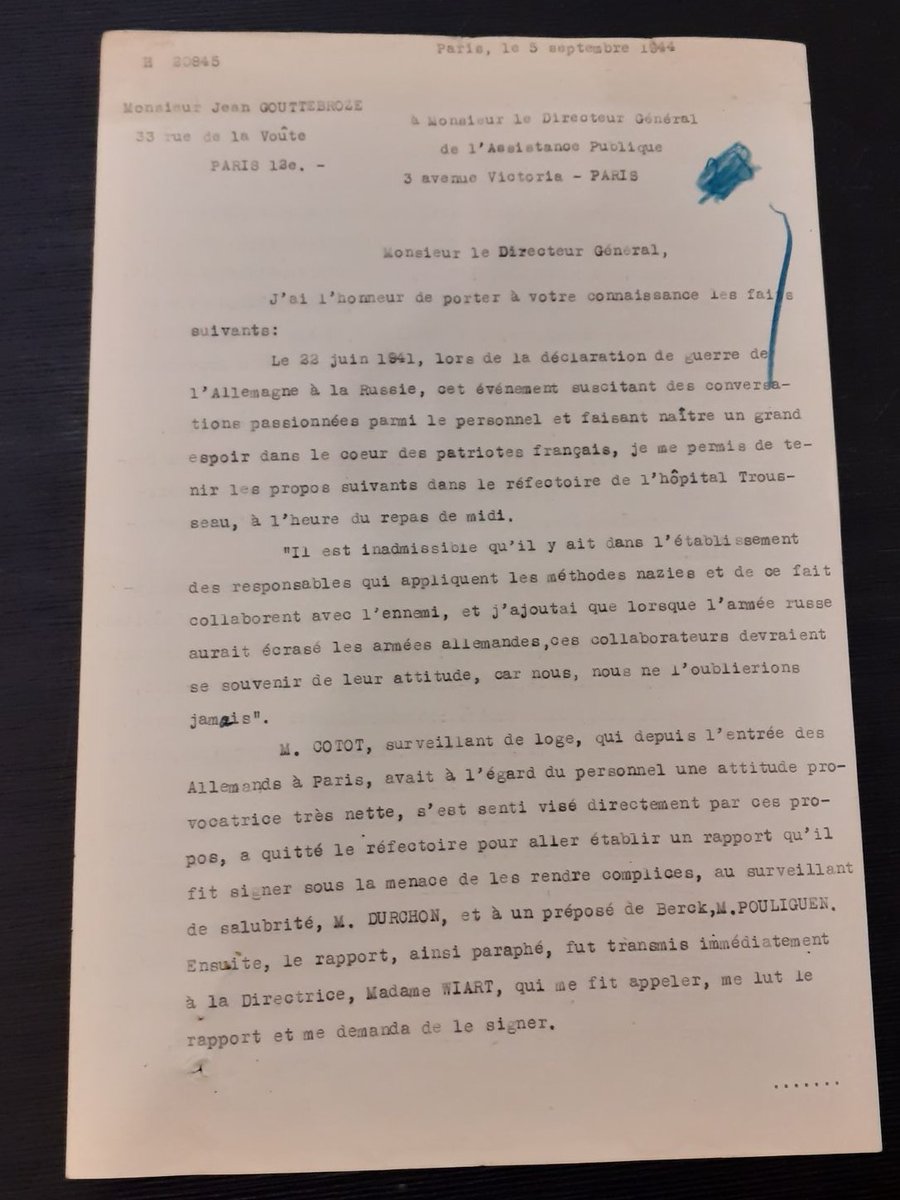 H 20845
Paris, le 5 septembre 1944
Monsieur Jean GOUTTEBROZE
33 rue de la Voûte
PARIS 12e. -
à Monsieur le Directeur Général
de l'Assistance Publique
3 avenue Victoria - PARIS
Monsieur le Directeur Général,
J'ai l'honneur de porter à votre connaissance les faits
suivants:
Le 22 juin 1941, lors de la déclaration de guerre de
l'Allemagne à la Russie, cet événement suscitant des conversa-
tions passionnées parmi le personnel et faisant naître un grand
espoir dans le coeur des patriotes français, je me permis de te-
nir les propos suivants dans le réfectoire de l'hôpital Trous-
seau, à l'heure du repas de midi.
"Il est inadmissible qu'il y ait dans l'établissement
des responsables qui appliquent les méthodes nazies et de ce fait
collaborent avec l'ennemi, et j'ajoutai que lorsque l'armée russe
aurait écrasé les armées allemandes,ces collaborateurs devraient
se souvenir de leur attitude, car nous, nous ne l'oublierions
jamais".
M. COTOT, surveillant de loge, qui depuis l'entrée des
Allemands à Paris, avait à l'égard du personnel une attitude pro-
vocatrice très nette, s'est senti visé directement par ces pro-
pos, a quitté le réfectoire pour aller établir un rapport qu'il
fit signer sous la menace de les rendre complices, au surveillant
de salubrité, M. DURCHON, et à un préposé de Berck,M.POULIGUEN.
Ensuite, le rapport, ainsi paraphé, fut transmis immédiatement
à la Directrice, Madame WIART, qui me fit appeler, me lut le
rapport et me demanda de le signer.
.......